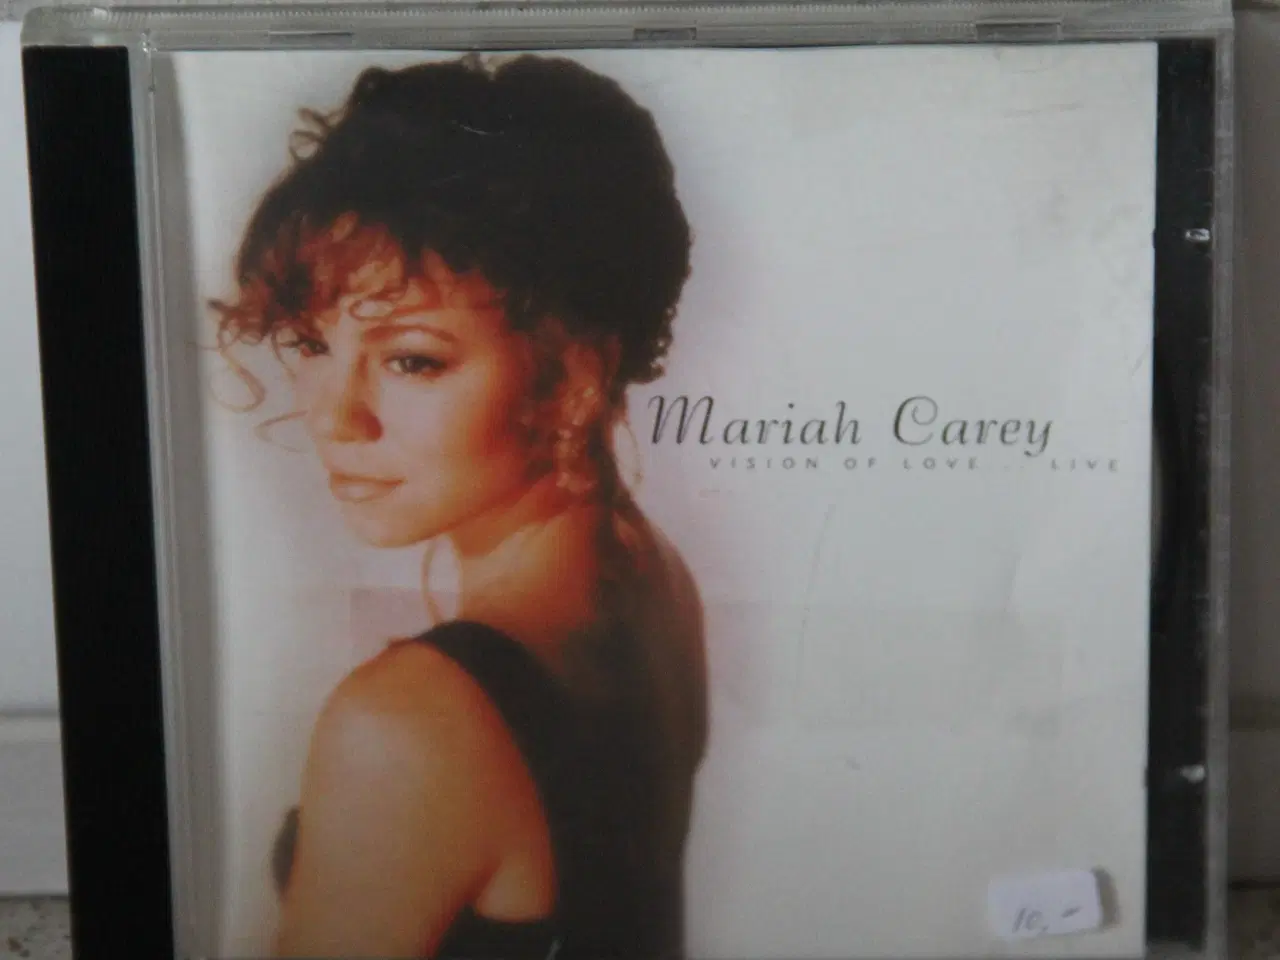 Mariah Carey
VISION OF LOVE... LIVE
10,-